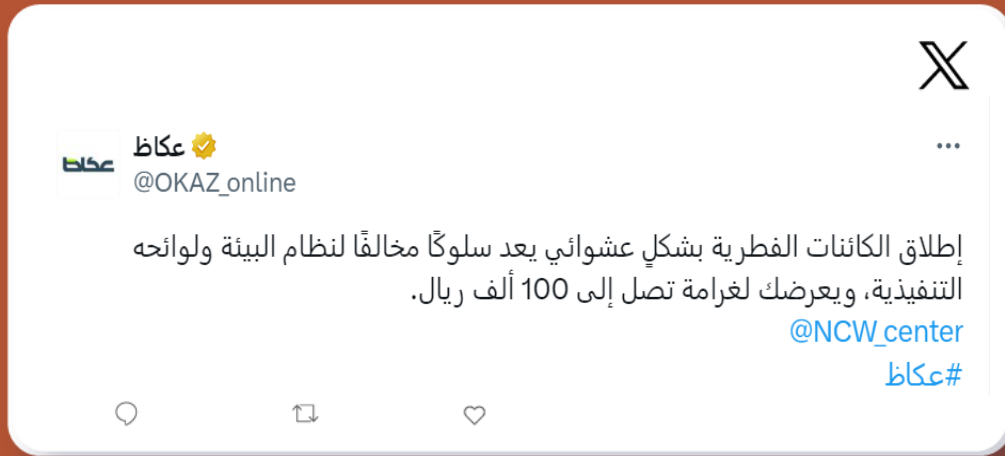 X
عكاظ
عكاظ
@OKAZ_online
إطلاق الكائنات الفطرية بشكلٍ عشوائي يعد سلوكًا مخالفًا لنظام البيئة ولوائحه
التنفيذية، ويعرضك لغرامة تصل إلى 100 ألف ريال.
@NCW_center
#عكاظ